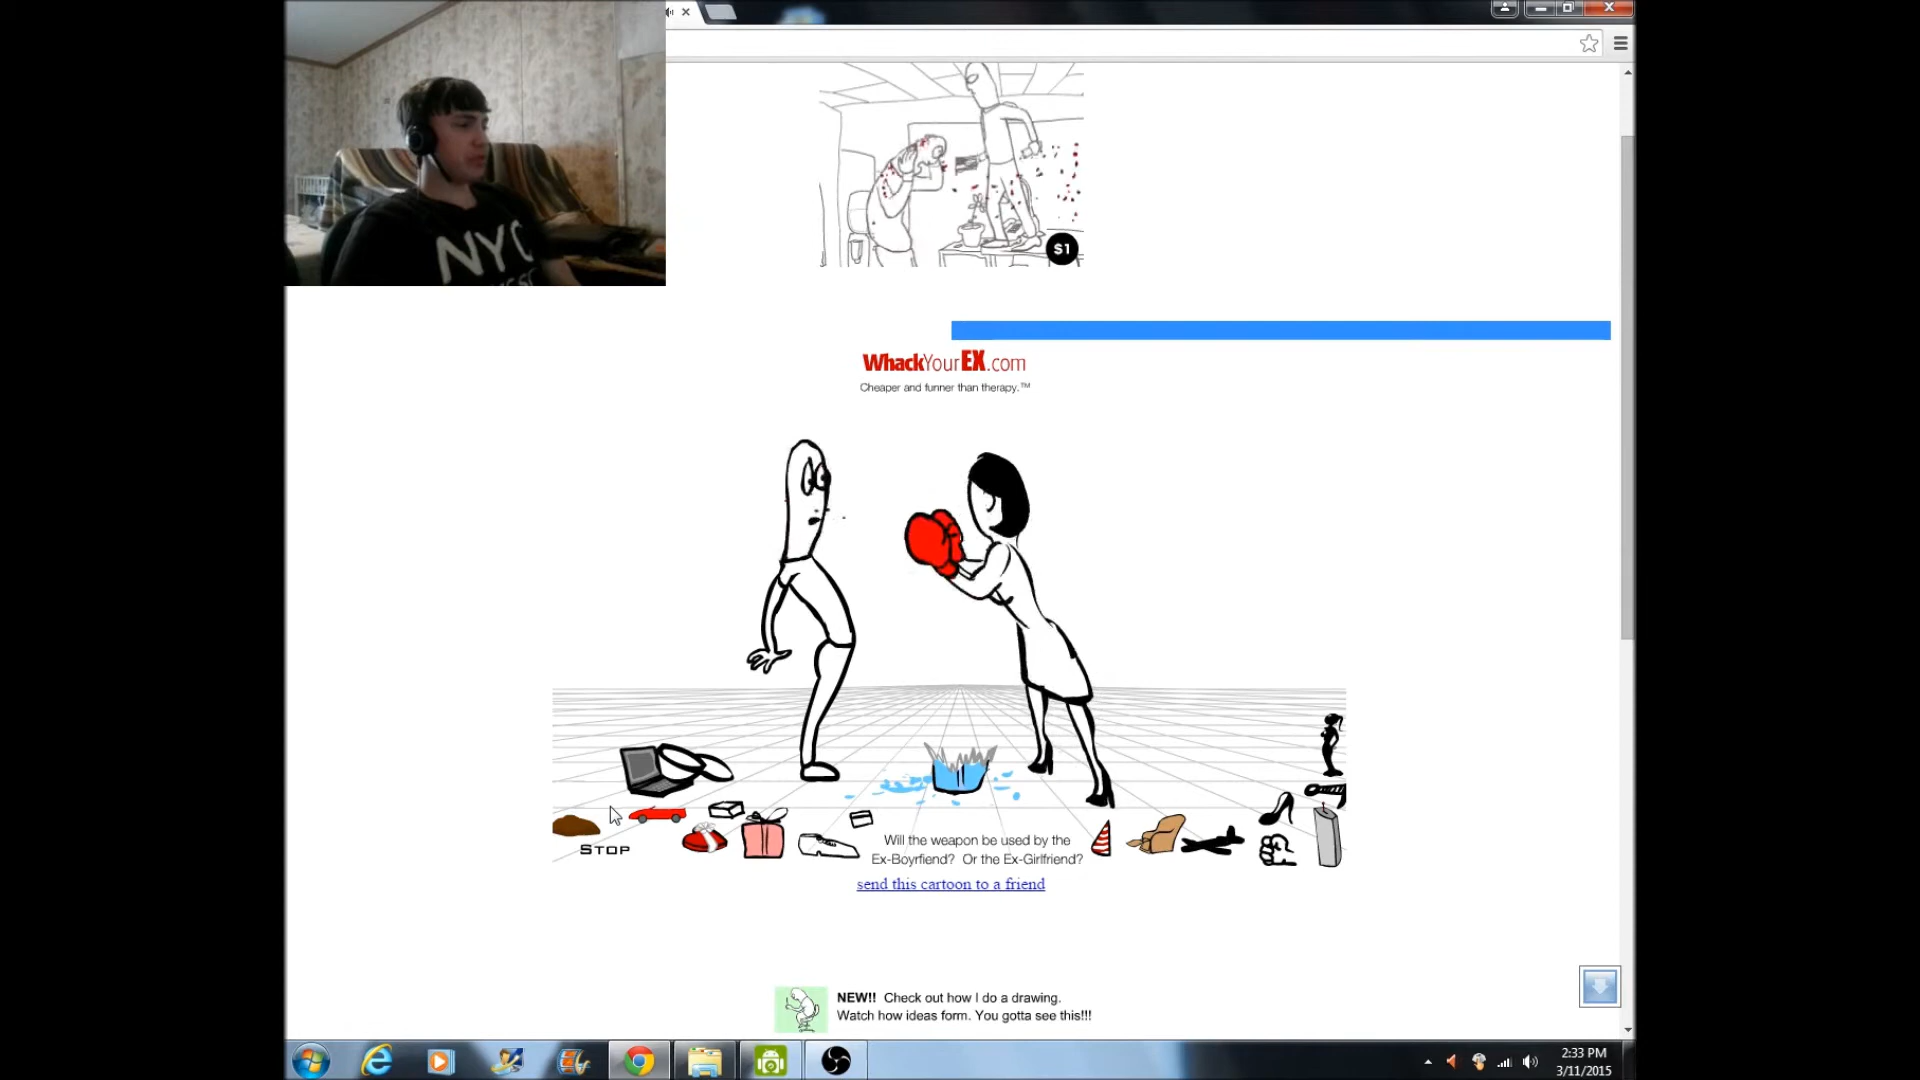 NYC
$1
WhackYourEX.com
Cheaper and funner than therapy.™
STOP
Will the weapon be used by the
Ex-Boyfiend? Or the Ex-Girlfriend?
send this cartoon to a friend
NEW!! Check out how I do a drawing.
Watch how ideas form. You gotta see this!!!
2:33 PM
3/11/2015